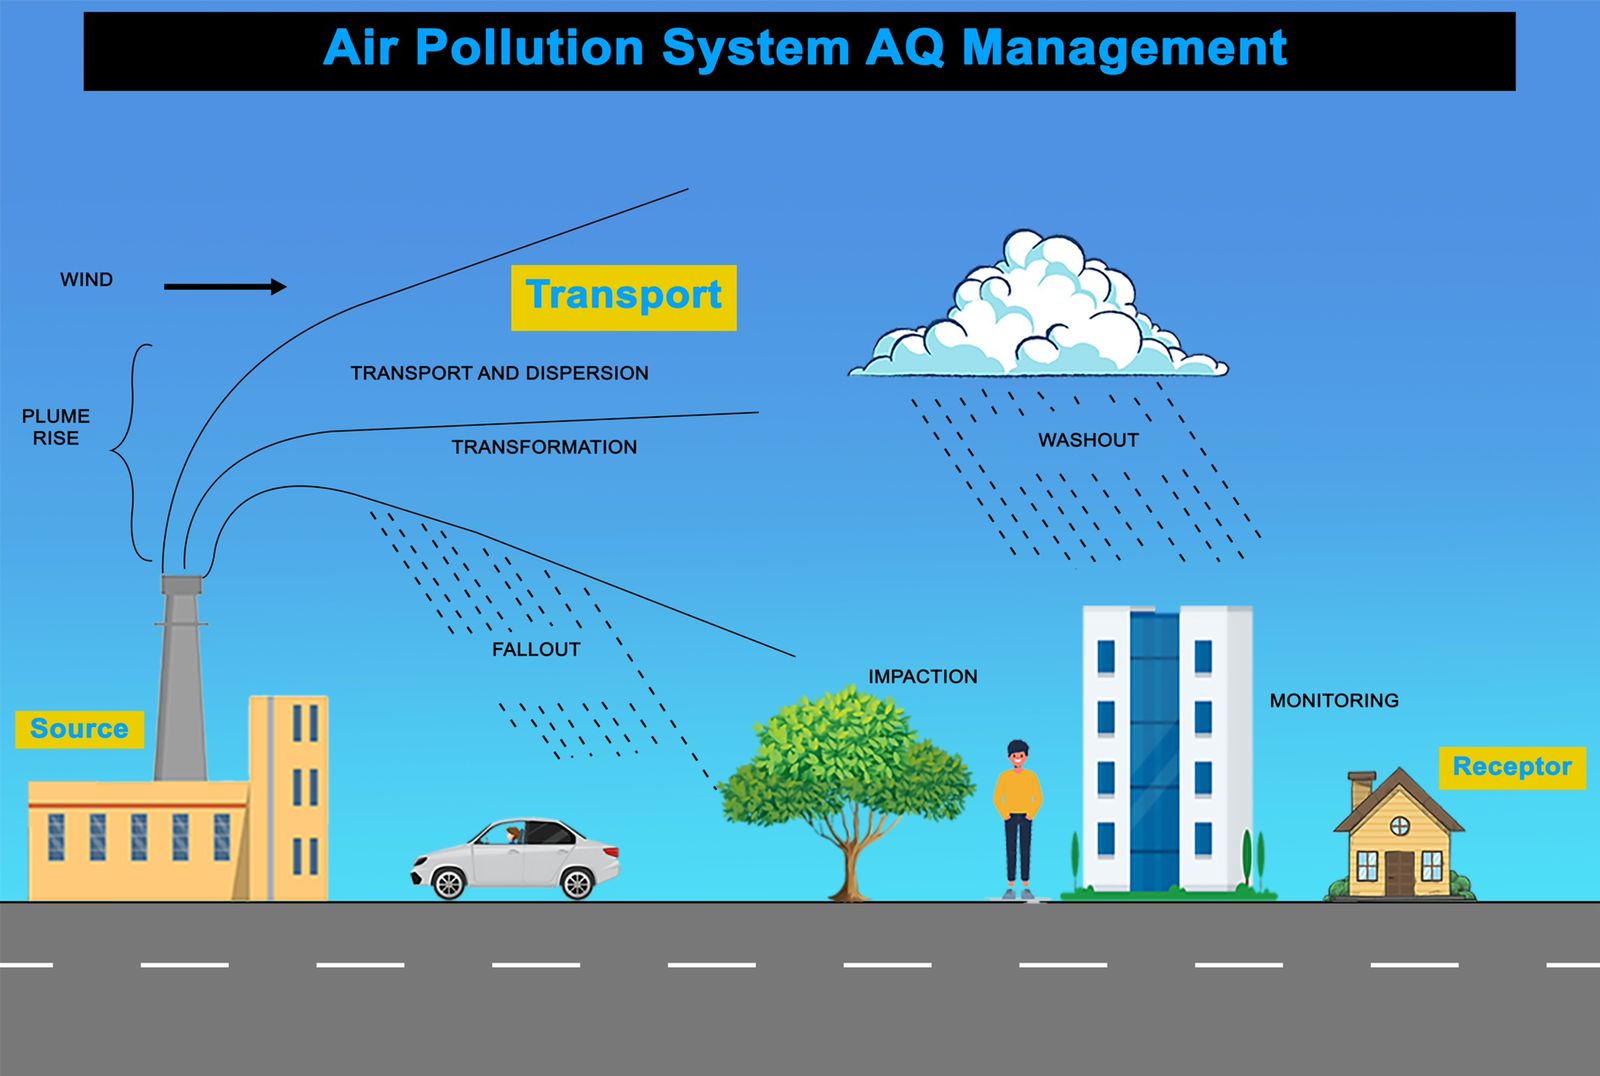 Air Pollution System AQ Management
WIND
Transport
TRANSPORT AND DISPERSION
PLUME
RISE
TRANSFORMATION
WASHOUT
FALLOUT
IMPACTION
MONITORING
Source
Receptor